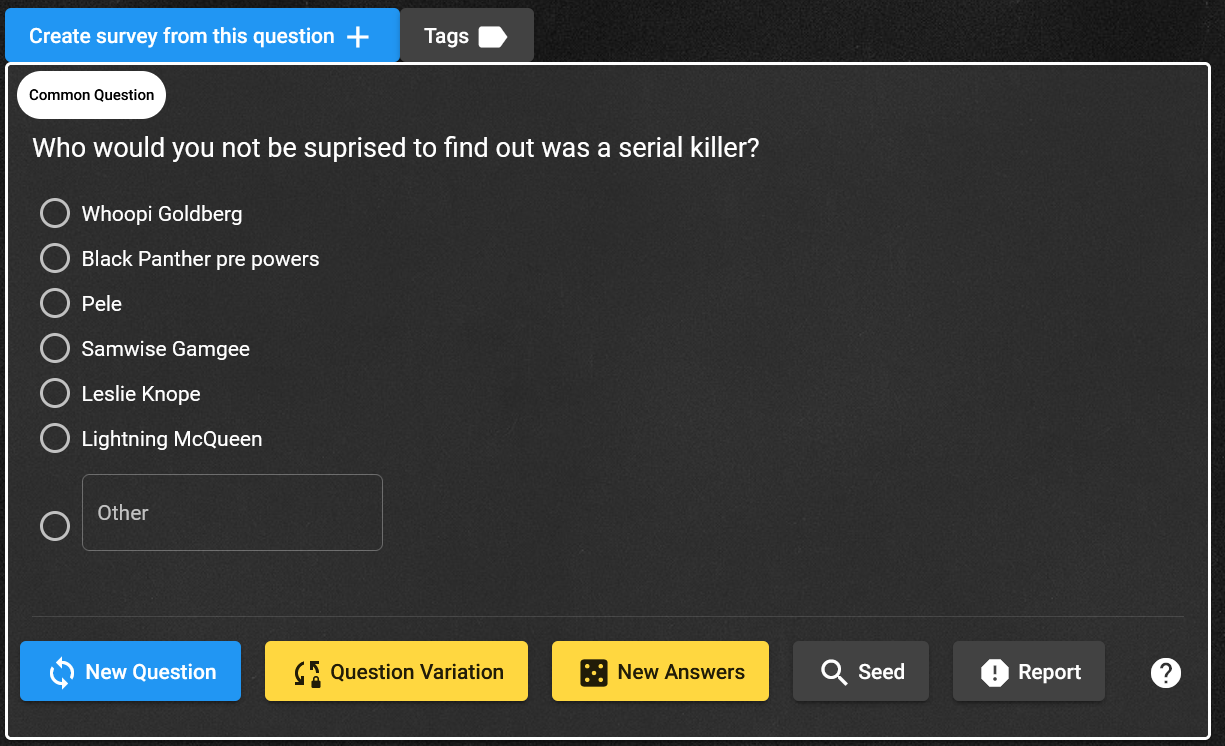 Create survey from this question
Tags
Common Question
Who would you not be suprised to find out was a serial killer?
Whoopi Goldberg
Black Panther pre powers
Pele
Samwise Gamgee
Leslie Knope
Lightning McQueen
Other
New Question
Question Variation
New Answers
Seed
Report